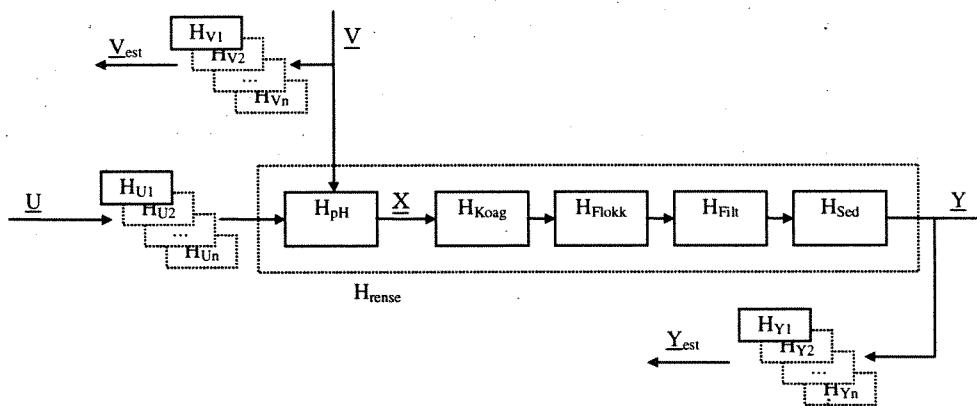 H_V1
V
V_est
H_V2
...
H_Vn
H_U1
U
H_U2
...
H_Un
H_pH
X
H_Koag
H_Flokk
H_Filt
H_Sed
Y
H_rense
H_Y1
Y_est
H_Y2
...
H_Yn